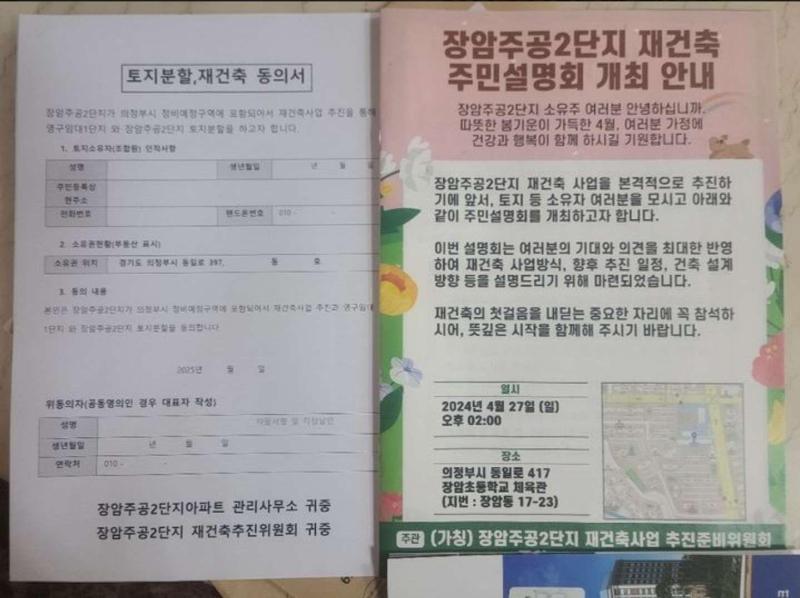 토지분할,재건축 동의서
장암주공2단지가 의정부시 정비예정구역에 포함되어서 재건축사업 추진을 통해
영구임대1단지 와 장암주공2단지 토지분할을 하고자 합니다.
1. 토지소유자(조합원) 인적사항
성명 생년월일 년 월 일
주민등록상
현주소
전화번호 핸드폰번호 010 - -
2. 소유권현황(부동산 표시)
소유권 위치 경기도 의정부시 동일로 397, 동 호
3. 동의 내용
본인은 장암주공2단지가 의정부시 정비예정구역에 포함되어서 재건축사업 추진과 영구임대
1단지 와 장암주공2단지 토지분할을 동의합니다
2025년 월 일
위동의자(공동명의인 경우 대표자 작성)
성명 자필서명 및 지장날인
생년월일 년 월 일
연락처 010 -
장암주공2단지아파트 관리사무소 귀중
장암주공2단지 재건축추진위원회 귀중
장암주공2단지 재건축
주민설명회 개최 안내
장암주공2단지 소유주 여러분 안녕하십니까.
따뜻한 봄기운이 가득한 4월, 여러분 가정에
건강과 행복이 함께 하시길 기원합니다.
장암주공2단지 재건축 사업을 본격적으로 추진하
기에 앞서, 토지 등 소유자 여러분을 모시고 아래와
같이 주민설명회를 개최하고자 합니다.
이번 설명회는 여러분의 기대와 의견을 최대한 반영
하여 재건축 사업방식, 향후 추진 일정, 건축 설계
방향 등을 설명드리기 위해 마련되었습니다.
재건축의 첫걸음을 내딛는 중요한 자리에 꼭 참석하
시어, 뜻깊은 시작을 함께해 주시기 바랍니다.
일시
2024년 4월 27일 (일)
오후 02:00
장소
의정부시 동일로 417
장암초등학교 체육관
(지번 : 장암동 17-23)
주관 (가칭) 장암주공2단지 재건축사업 추진준비위원회